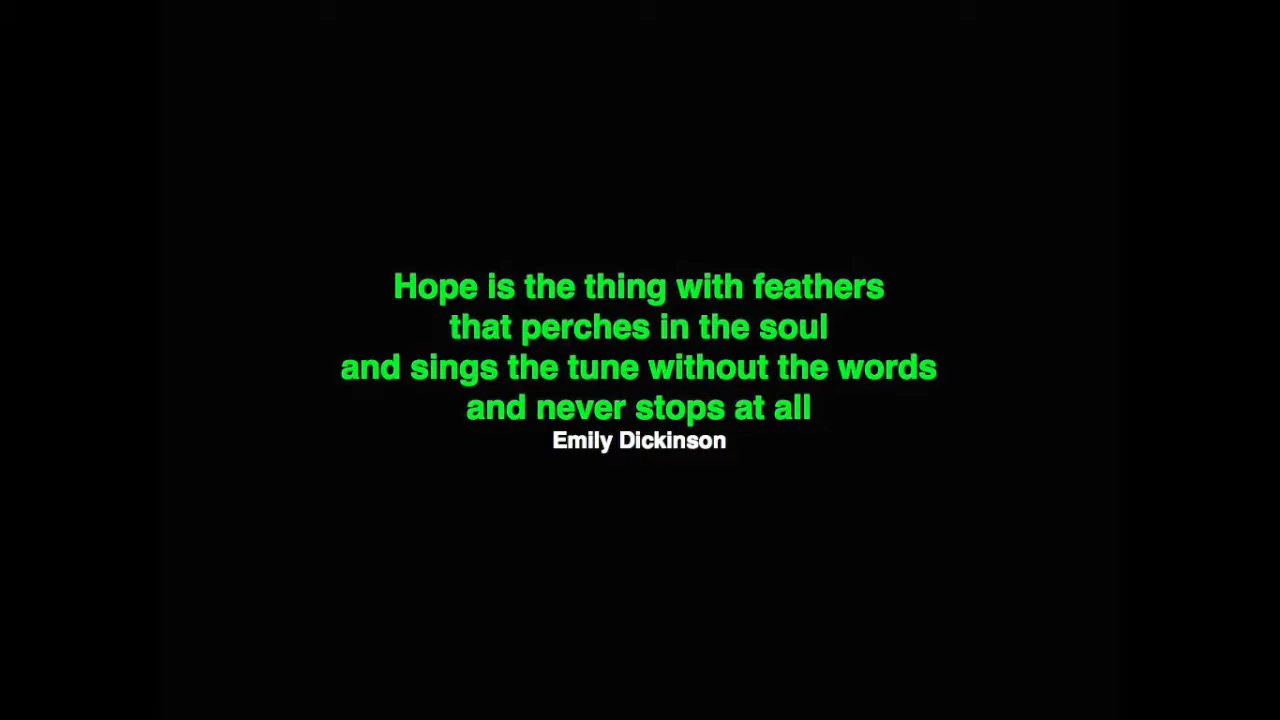 Hope is the thing with feathers
that perches in the soul
and sings the tune without the words
and never stops at all
Emily Dickinson